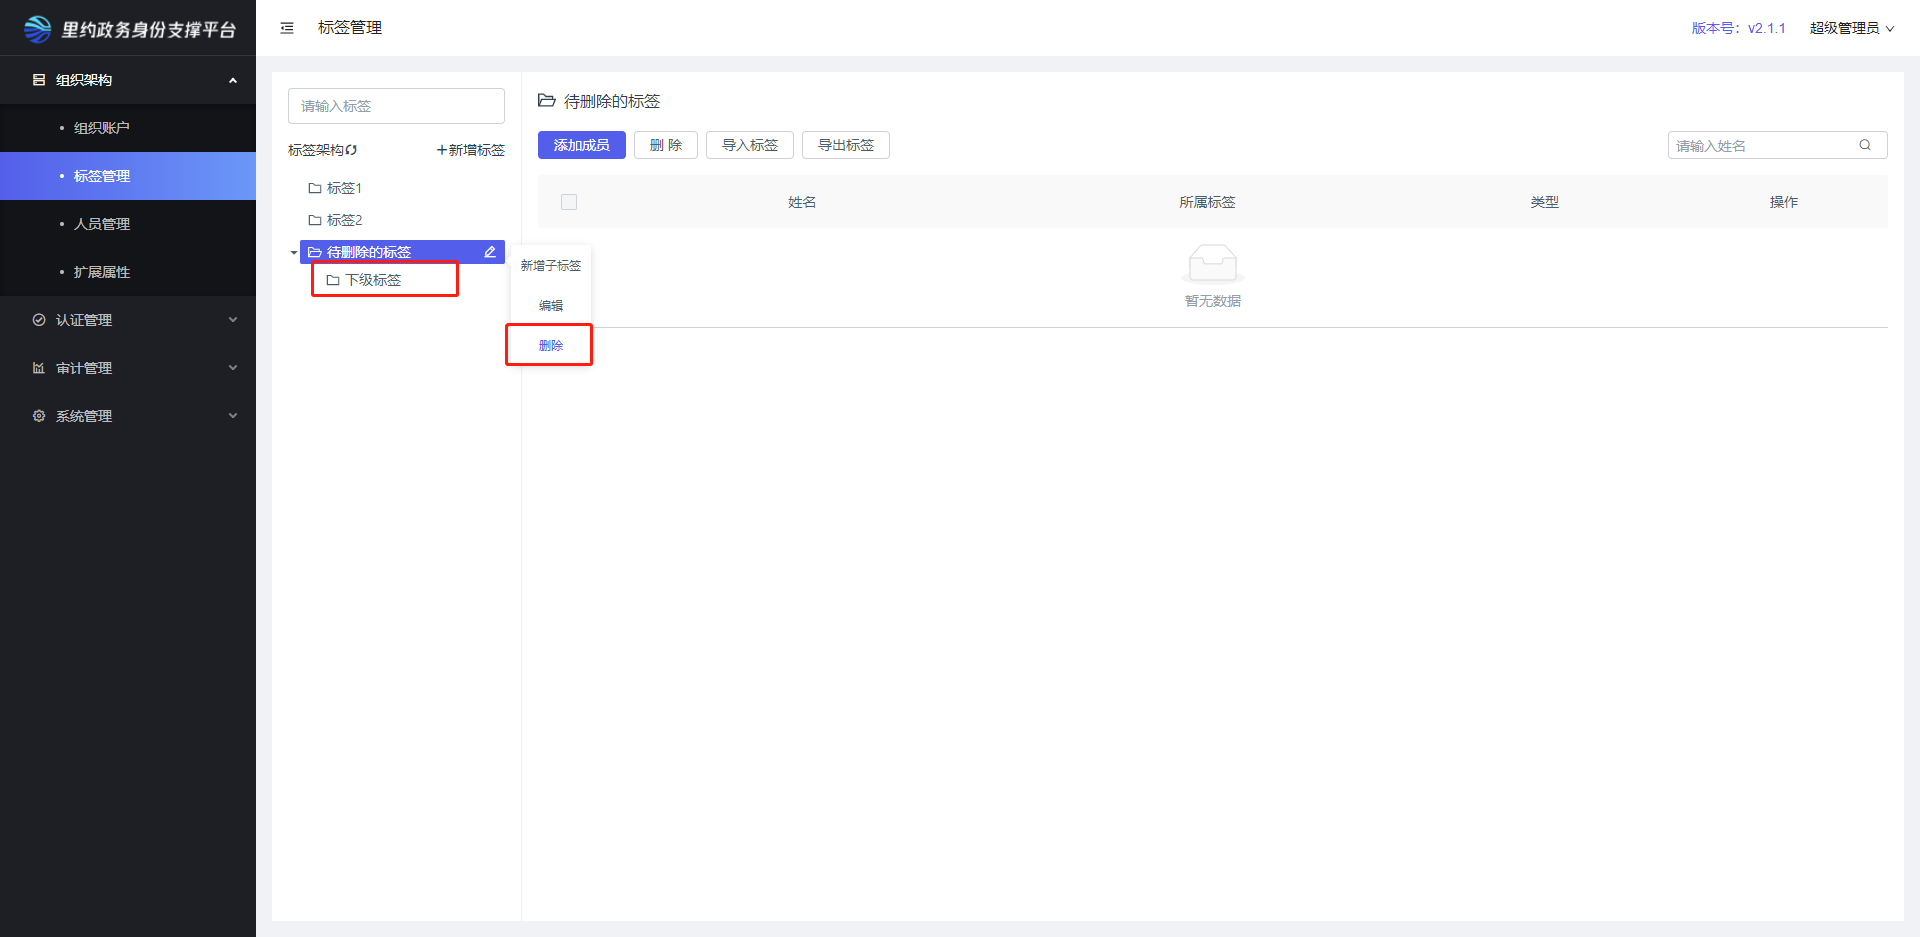 里约政务身份支撑平台
标签管理
版本号：v2.1.1
超级管理员
组织架构
组织账户
标签管理
人员管理
扩展属性
认证管理
审计管理
系统管理
请输入标签
标签架构
新增标签
标签1
标签2
待删除的标签
下级标签
新增子标签
编辑
删除
待删除的标签
添加成员
删 除
导入标签
导出标签
请输入姓名
姓名
所属标签
类型
操作
暂无数据